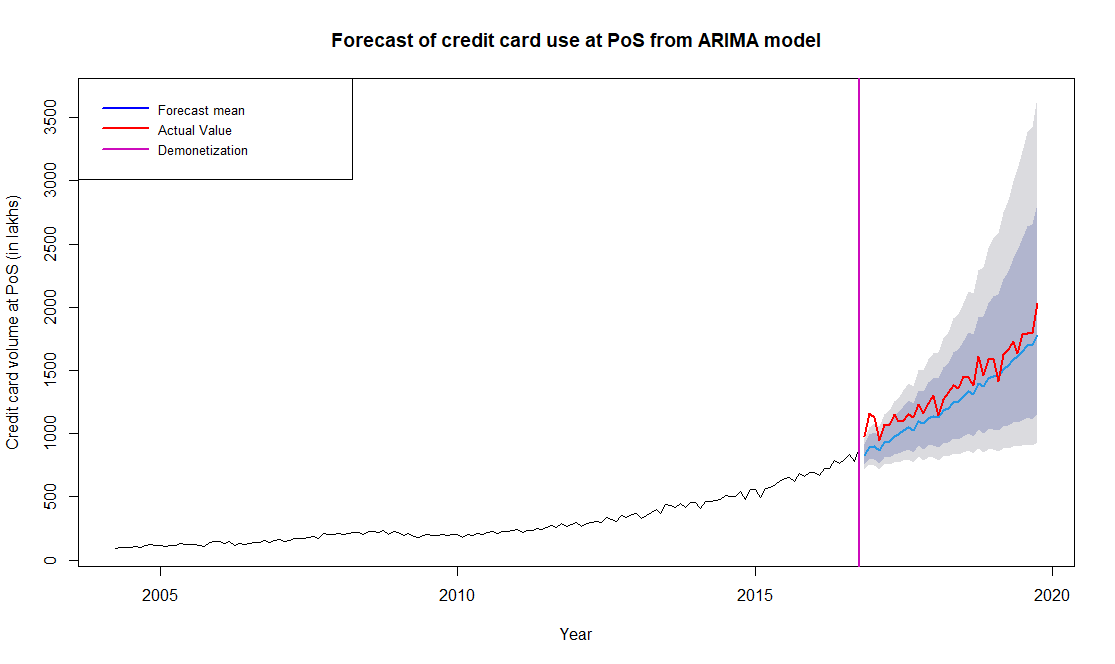 Forecast of credit card use at PoS from ARIMA model
Forecast mean
Actual Value
Demonetization
Credit card volume at PoS (in lakhs)
3500
3000
2500
2000
1500
1000
500
0
2005 2010 2015 2020
Year